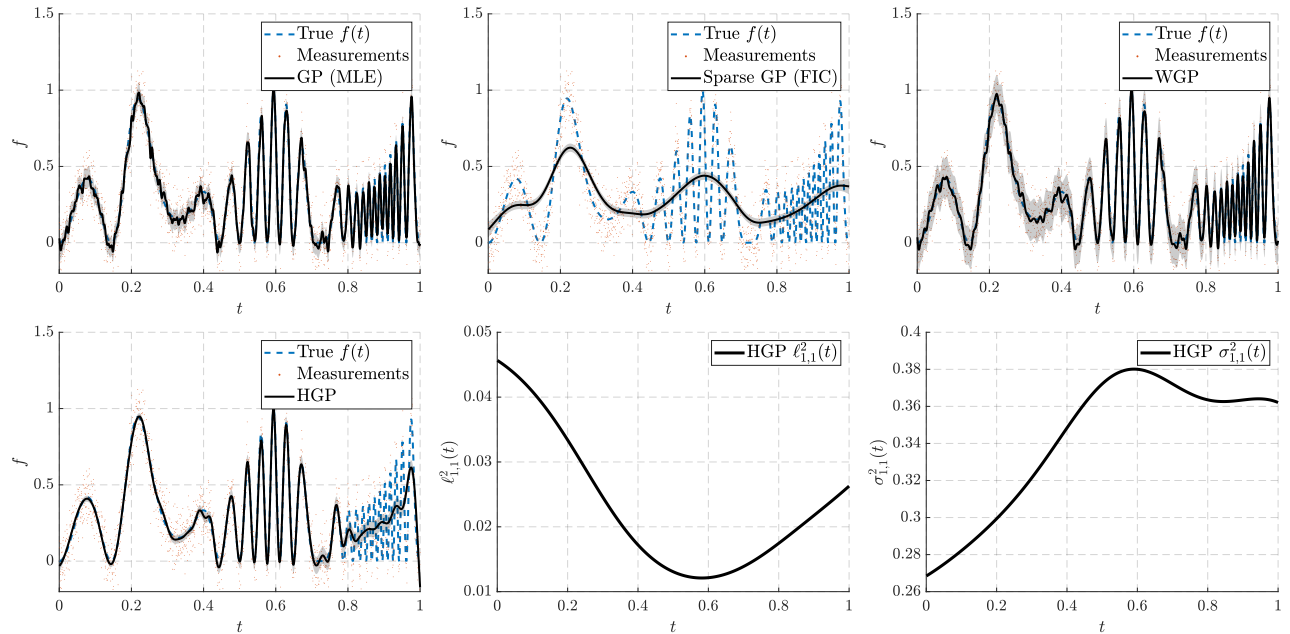 1.5
1
0.5
0
f
0
0.2
0.4
0.6
0.8
1
t
True f(t)
Measurements
GP (MLE)
1.5
1
0.5
0
f
0
0.2
0.4
0.6
0.8
1
t
True f(t)
Measurements
Sparse GP (FIC)
1.5
1
0.5
0
f
0
0.2
0.4
0.6
0.8
1
t
True f(t)
Measurements
WGP
1.5
1
0.5
0
f
0
0.2
0.4
0.6
0.8
1
t
True f(t)
Measurements
HGP
0.05
0.04
0.03
0.02
0.01
ℓ²₁,₁(t)
0
0.2
0.4
0.6
0.8
1
t
HGP ℓ²₁,₁(t)
0.4
0.38
0.36
0.34
0.32
0.3
0.28
0.26
σ²₁,₁(t)
0
0.2
0.4
0.6
0.8
1
t
HGP σ²₁,₁(t)